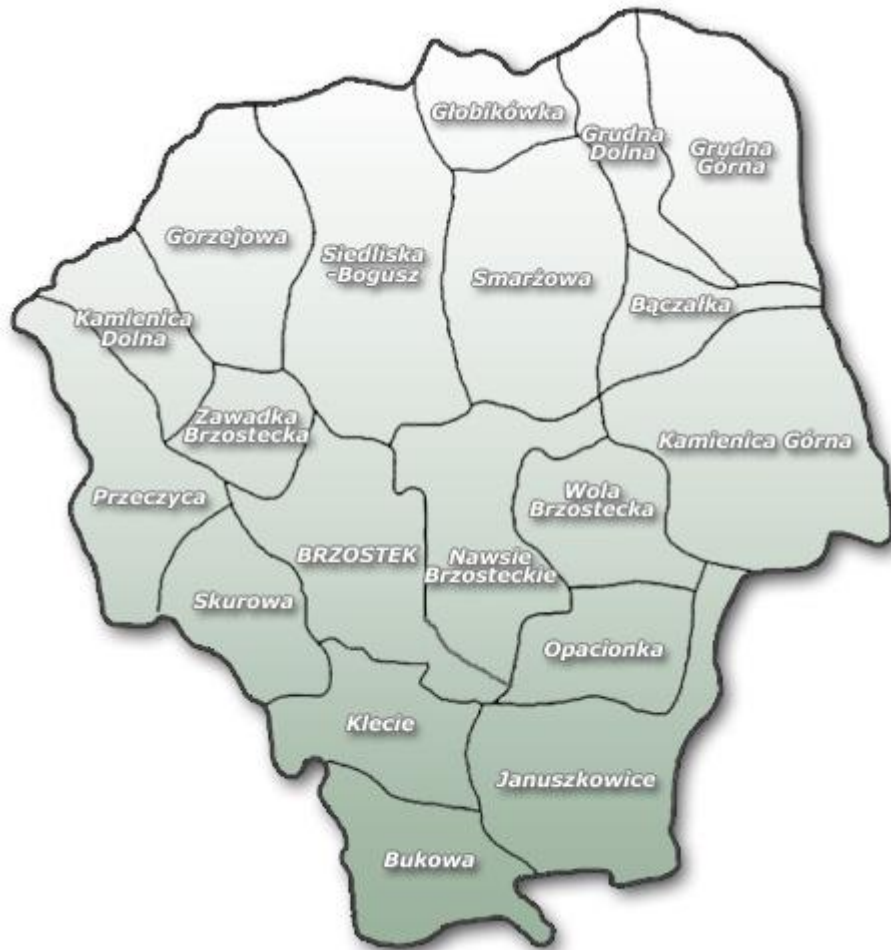 Głobikówka
Grudna
Dolna
Grudna
Górna
Gorzejowa
Siedliska
-Bogusz
Smarżowa
Bączałka
Kamienica
Dolna
Zawadka
Brzostecka
Kamienica Górna
Przeczyca
Wola
Brzostecka
BRZOSTEK
Nawsie
Brzosteckie
Skurowa
Opacionka
Klecie
Januszkowice
Bukowa